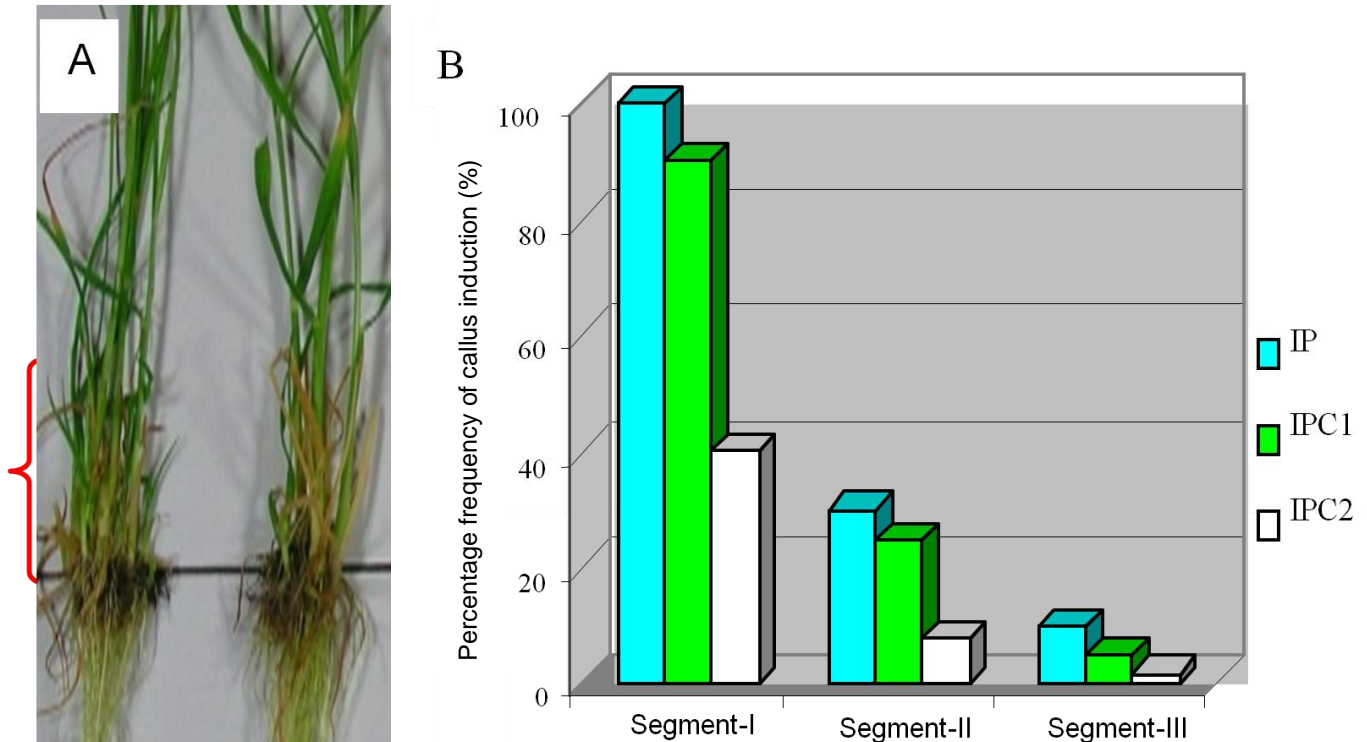 A
B
Percentage frequency of callus induction (%)
100
80
60
40
20
0
Segment-I
Segment-II
Segment-III
IP
IPC1
IPC2